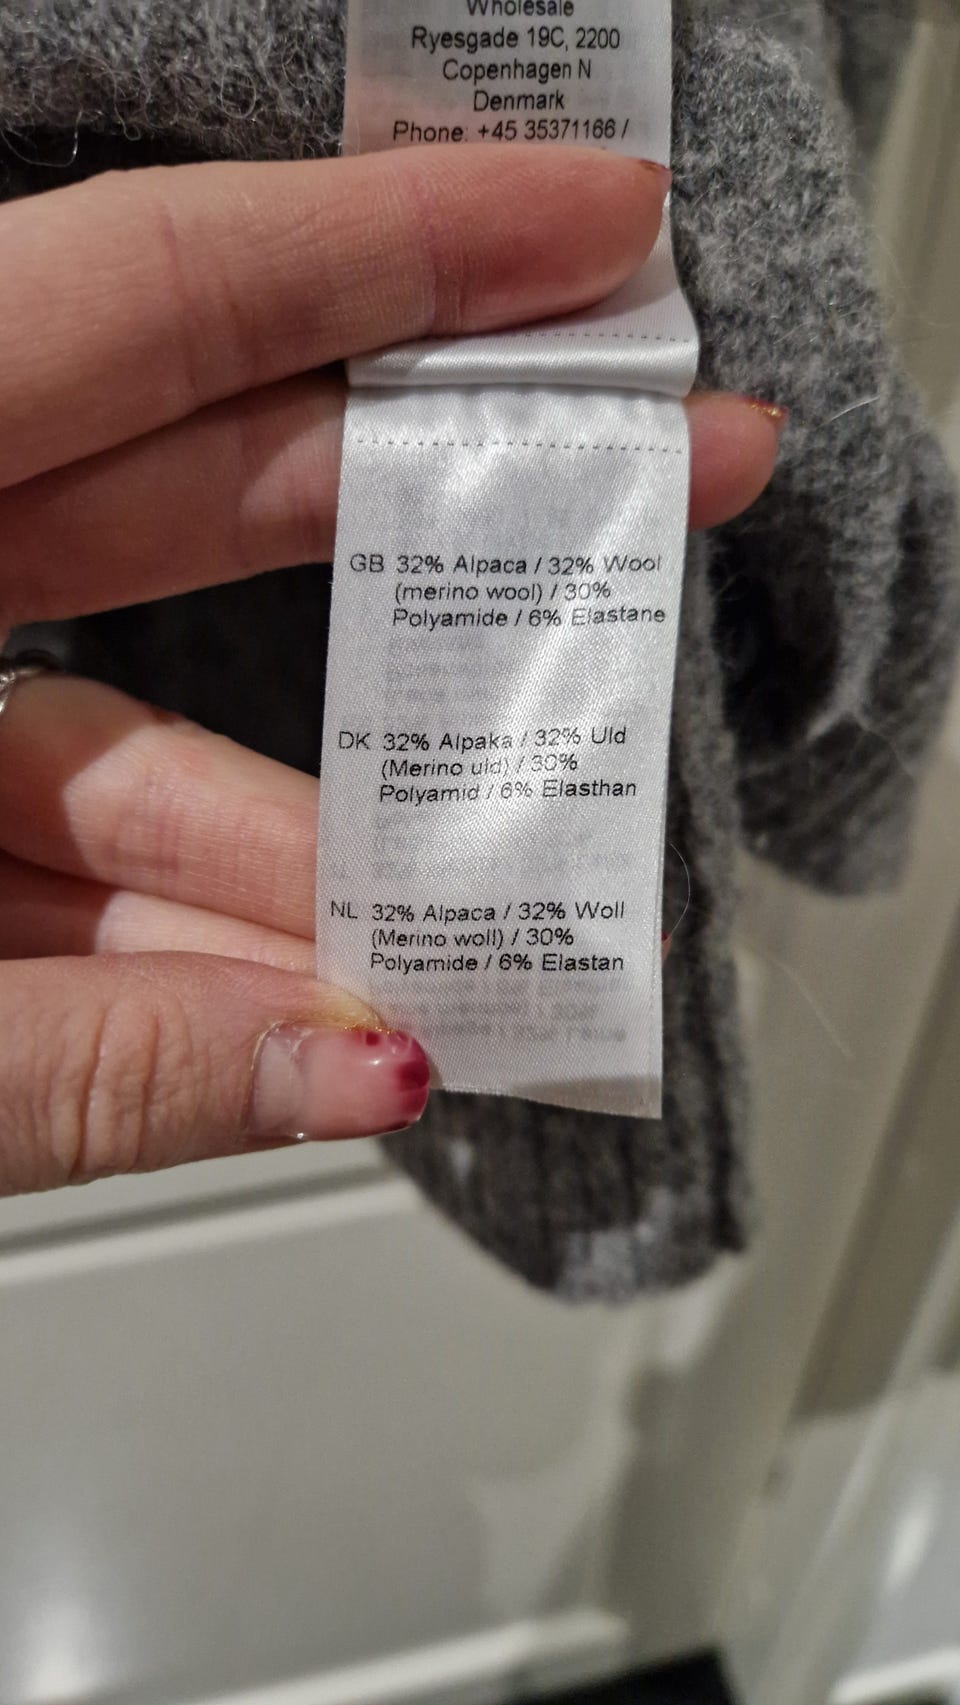 Wholesale
Ryesgade 19C, 2200
Copenhagen N
Denmark
Phone: +45 35371166 /
GB 32% Alpaca / 32% Wool
(merino wool) / 30%
Polyamide / 6% Elastane
DK 32% Alpaka / 32% Uld
(Merino uld) / 30%
Polyamid / 6% Elasthan
NL 32% Alpaca / 32% Woll
(Merino woll) / 30%
Polyamide / 6% Elastan